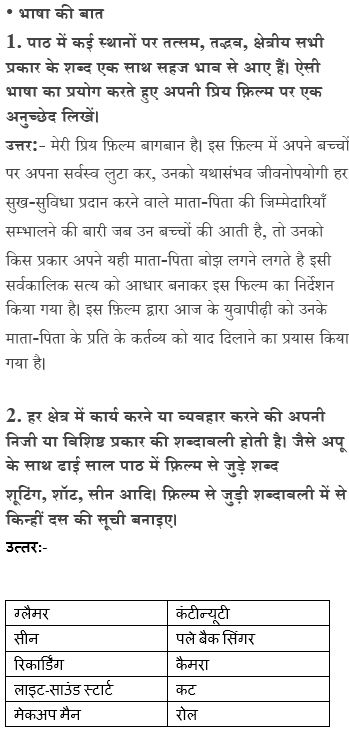 • भाषा की बात
1. पाठ में कई स्थानों पर तत्सम, तद्भव, क्षेत्रीय सभी
प्रकार के शब्द एक साथ सहज भाव से आए हैं। ऐसी
भाषा का प्रयोग करते हुए अपनी प्रिय फ़िल्म पर एक
अनुच्छेद लिखें।
उत्तर:- मेरी प्रिय फ़िल्म बागबान है। इस फ़िल्म में अपने बच्चों
पर अपना सर्वस्व लुटा कर, उनको यथासंभव जीवनोपयोगी हर
सुख-सुविधा प्रदान करने वाले माता-पिता की जिम्मेदारियाँ
सम्भालने की बारी जब उन बच्चों की आती है, तो उनको
किस प्रकार अपने यही माता-पिता बोझ लगने लगते है इसी
सर्वकालिक सत्य को आधार बनाकर इस फिल्म का निर्देशन
किया गया है। इस फ़िल्म द्वारा आज के युवापीढ़ी को उनके
माता-पिता के प्रति के कर्तव्य को याद दिलाने का प्रयास किया
गया है।
2. हर क्षेत्र में कार्य करने या व्यवहार करने की अपनी
निजी या विशिष्ट प्रकार की शब्दावली होती है। जैसे अपू
के साथ ढाई साल पाठ में फ़िल्म से जुड़े शब्द
शूटिंग, शॉट, सीन आदि। फ़िल्म से जुड़ी शब्दावली में से
किन्हीं दस की सूची बनाइए।
उत्तर:-
ग्लैमर कंटीन्यूटी
सीन पले बैक सिंगर
रिकार्डिंग कैमरा
लाइट-साउंड स्टार्ट कट
मेकअप मैन रोल